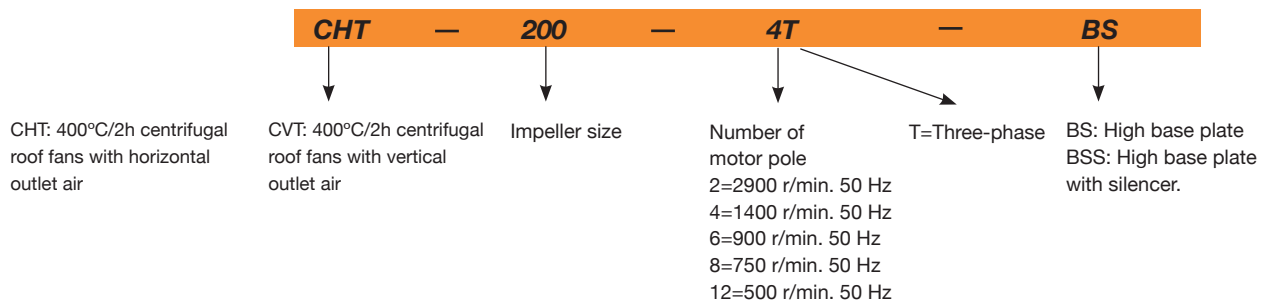 CHT — 200 — 4T — BS
CHT: 400ºC/2h centrifugal
roof fans with horizontal
outlet air
CVT: 400ºC/2h centrifugal
roof fans with vertical
outlet air
Impeller size
Number of
motor pole
2=2900 r/min. 50 Hz
4=1400 r/min. 50 Hz
6=900 r/min. 50 Hz
8=750 r/min. 50 Hz
12=500 r/min. 50 Hz
T=Three-phase
BS: High base plate
BSS: High base plate
with silencer.